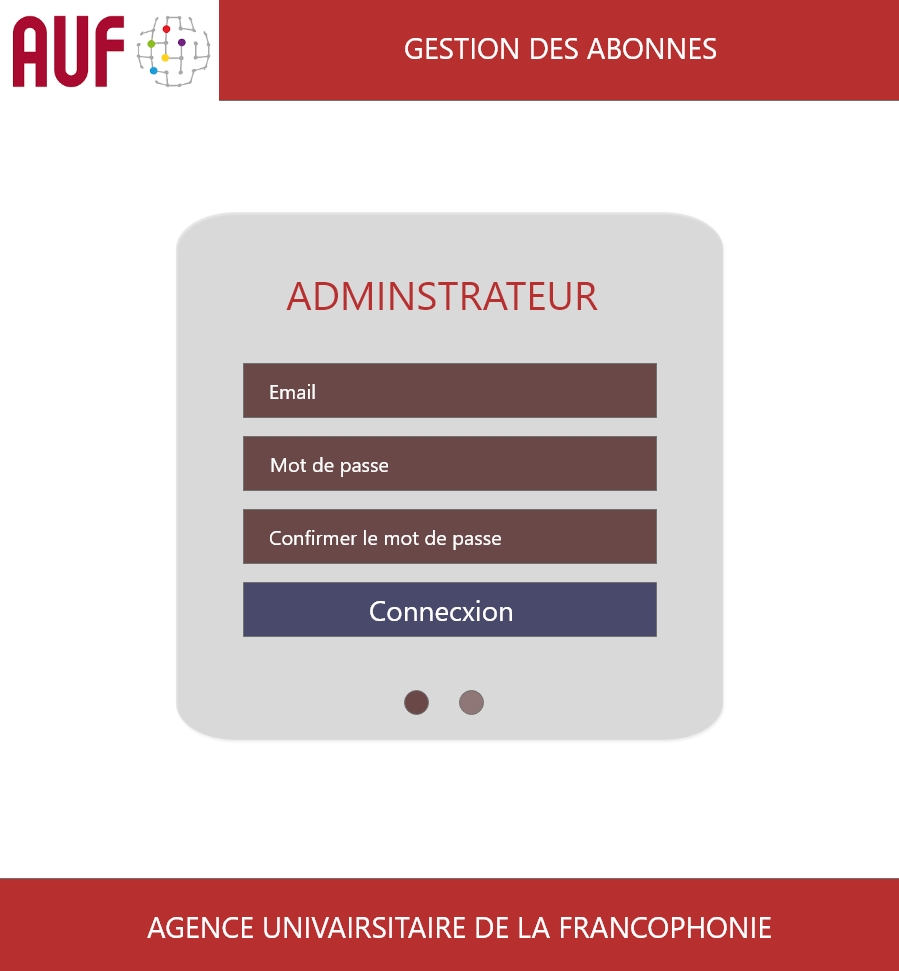 AUF
GESTION DES ABONNES
ADMINSTRATEUR
Email
Mot de passe
Confirmer le mot de passe
Connecxion
AGENCE UNIVAIRSITAIRE DE LA FRANCOPHONIE